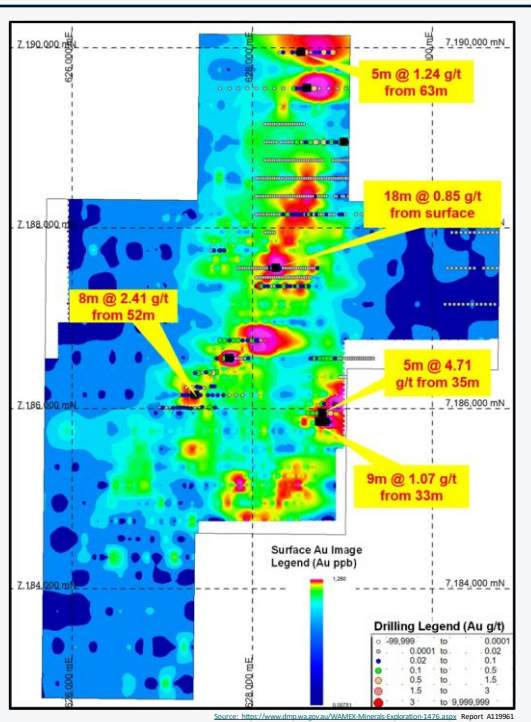 7,190,000 mN
7,190,000 mN
628,000 mE
628,000 mE
5m @ 1.24 g/t
from 63m
18m @ 0.85 g/t
from surface
7,188,000 mN
7,188,000 mN
8m @ 2.41 g/t
from 52m
5m @ 4.71
g/t from 35m
7,186,000 mN
7,186,000 mN
9m @ 1.07 g/t
from 33m
Surface Au Image
Legend (Au ppb)
7,184,000 mN
7,184,000 mN
Drilling Legend (Au g/t)
-99,999 to 0.0001
0.0001 to 0.02
0.02 to 0.1
0.1 to 0.5
0.5 to 1.5
1.5 to 3
3 to 9,999,999
628,000 mE
Source: https://www.dmp.wa.gov.au/WAMEX-Minerals-Exploration-1476.aspx Report A119961